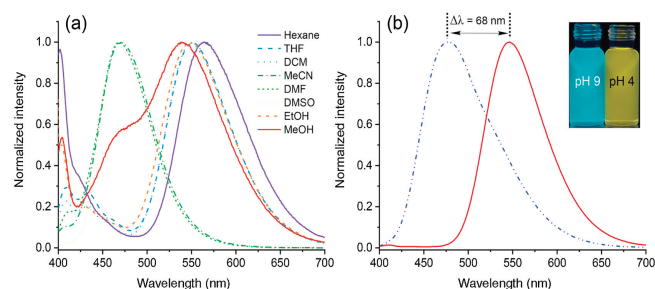 (a)
Hexane
THF
DCM
MeCN
DMF
DMSO
EtOH
MeOH
Normalized intensity
1.0
0.8
0.6
0.4
0.2
0.0
400 450 500 550 600 650 700
Wavelength (nm)
(b)
Δλ = 68 nm
pH 9 pH 4
Normalized intensity
1.0
0.8
0.6
0.4
0.2
0.0
400 450 500 550 600 650 700
Wavelength (nm)